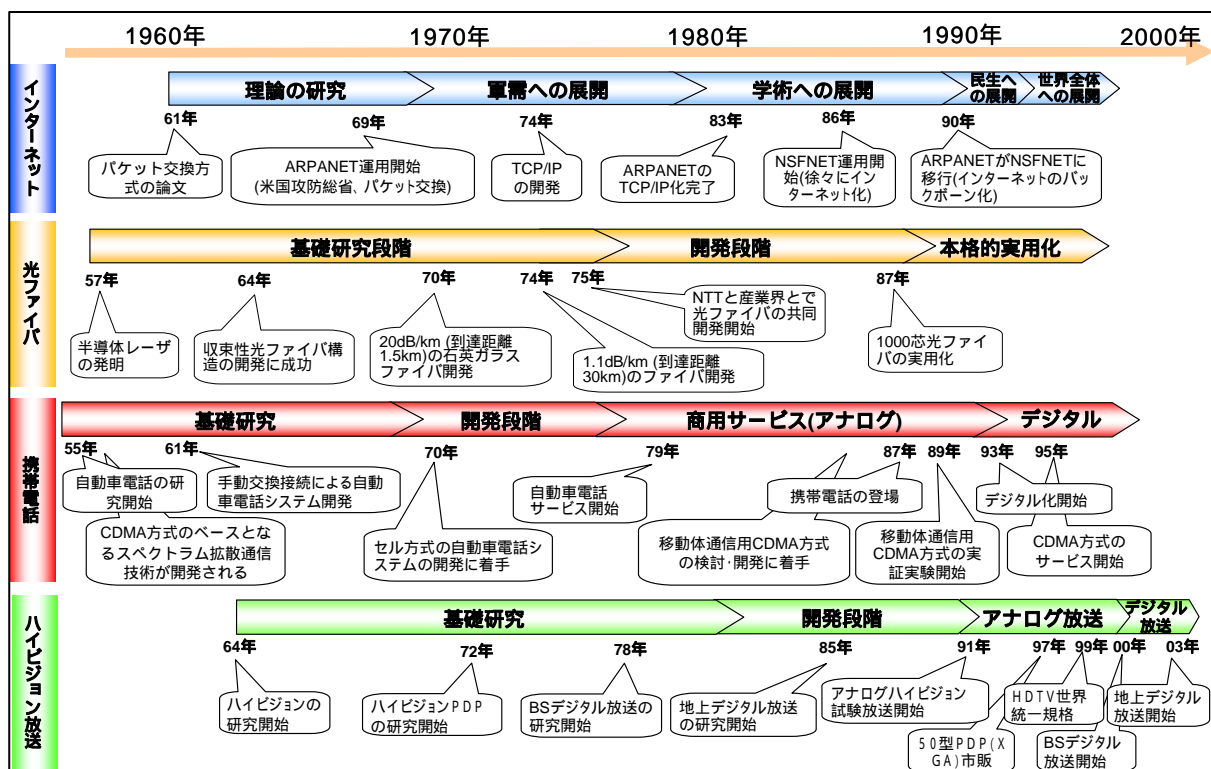 1960年 1970年 1980年 1990年 2000年
インターネット
理論の研究 軍需への展開 学術への展開 民生への展開 世界全体への展開
61年 69年 74年 83年 86年 90年
パケット交換方
式の論文
ARPANET運用開始
(米国攻防総省、パケット交換)
TCP/IP
の開発
ARPANETの
TCP/IP化完了
NSFNET運用開
始(徐々にイン
ターネット化)
ARPANETがNSFNETに
移行(インターネットのバック
ボーン化)
光ファイバ
基礎研究段階 開発段階 本格的実用化
57年 64年 70年 74年 75年 87年
半導体レーザ
の発明
収束性光ファイバ構
造の開発に成功
20dB/km (到達距離
1.5km)の石英ガラス
ファイバ開発
1.1dB/km (到達距離
30km)のファイバ開発
NTTと産業界とで
光ファイバの共同
開発開始
1000芯光ファイ
バの実用化
携帯電話
基礎研究 開発段階 商用サービス(アナログ) デジタル
55年 61年 70年 79年 87年 89年 93年 95年
自動車電話の研
究開始
CDMA方式のベースとな
るスペクトラム拡散通信
技術が開発される
手動交換接続による自動
車電話システム開発
セル方式の自動車電話シ
ステムの開発に着手
自動車電話
サービス開始
移動体通信用CDMA方式
の検討・開発に着手
携帯電話の登場
移動体通信用
CDMA方式の実
証実験開始
デジタル化開始
CDMA方式の
サービス開始
ハイビジョン放送
基礎研究 開発段階 アナログ放送 デジタル放送
64年 72年 78年 85年 91年 97年 99年 00年 03年
ハイビジョンの
研究開始
ハイビジョンPDP
の研究開始
BSデジタル放送の
研究開始
地上デジタル放送
の研究開始
アナログハイビジョン
試験放送開始
50型PDP(X
GA)市販
HDTV世界
統一規格
BSデジタル
放送開始
地上デジタル
放送開始